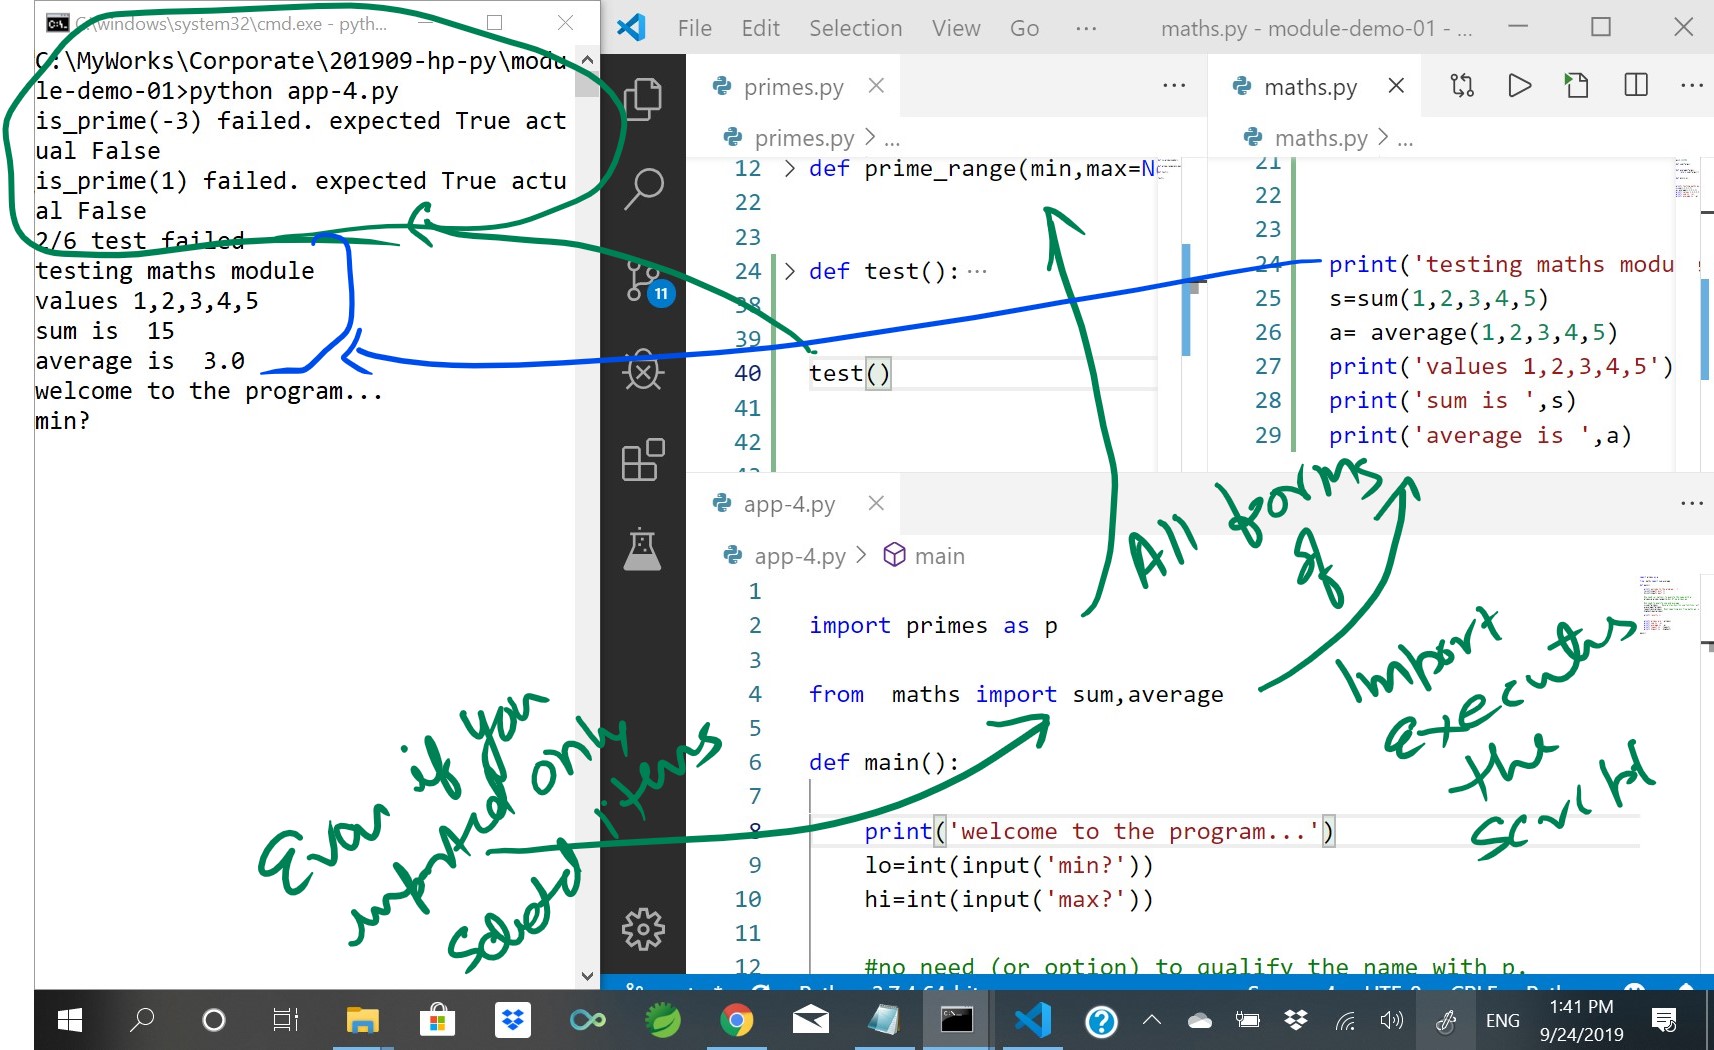 C:\windows\system32\cmd.exe - pyth...
C:\MyWorks\Corporate\201909-hp-py\modu
le-demo-01>python app-4.py
is_prime(-3) failed. expected True act
ual False
is_prime(1) failed. expected True actu
al False
2/6 test failed
testing maths module
values 1,2,3,4,5
sum is  15
average is  3.0
welcome to the program...
min?
File Edit Selection View Go ... maths.py - module-demo-01 - ...
11
primes.py
primes.py > ...
12 > def prime_range(min,max=N
22
23
24 > def test(): ...
38
39
40 test()
41
42
maths.py
maths.py > ...
21
22
23
24 print('testing maths modu
25 s=sum(1,2,3,4,5)
26 a= average(1,2,3,4,5)
27 print('values 1,2,3,4,5')
28 print('sum is ',s)
29 print('average is ',a)
app-4.py
app-4.py > main
1
2 import primes as p
3
4 from  maths import sum,average
5
6 def main():
7
8 print('welcome to the program...')
9 lo=int(input('min?'))
10 hi=int(input('max?'))
11
12 #no need (or option) to qualify the name with p.
All forms
of
Import
executes
the
script
Even if you
imported only
selected items
ENG
1:41 PM
9/24/2019